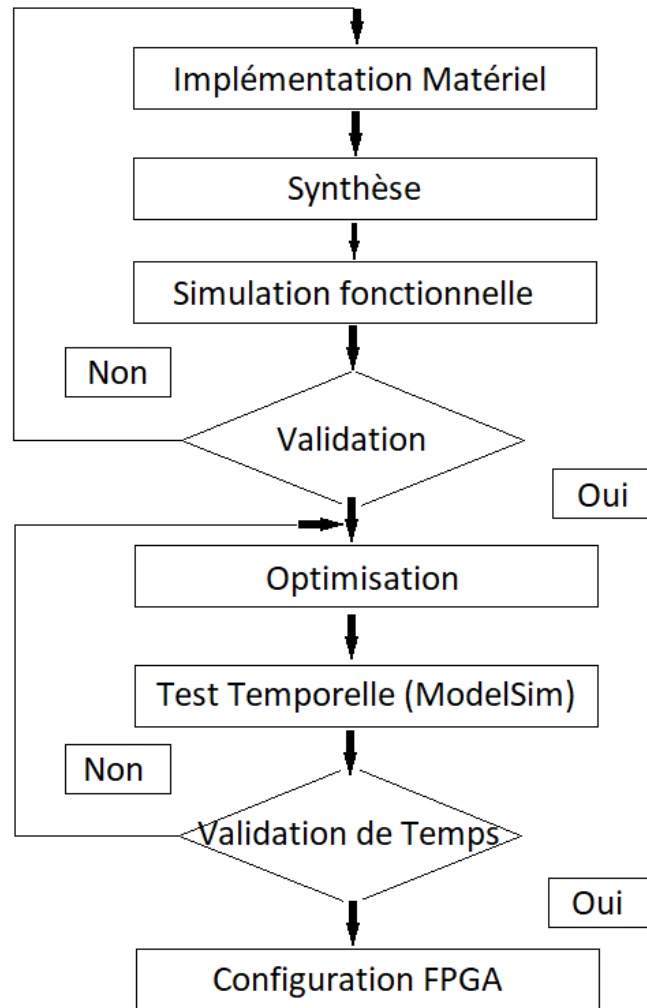 Implémentation Matériel
Synthèse
Simulation fonctionnelle
Non
Validation
Oui
Optimisation
Test Temporelle (ModelSim)
Non
Validation de Temps
Oui
Configuration FPGA